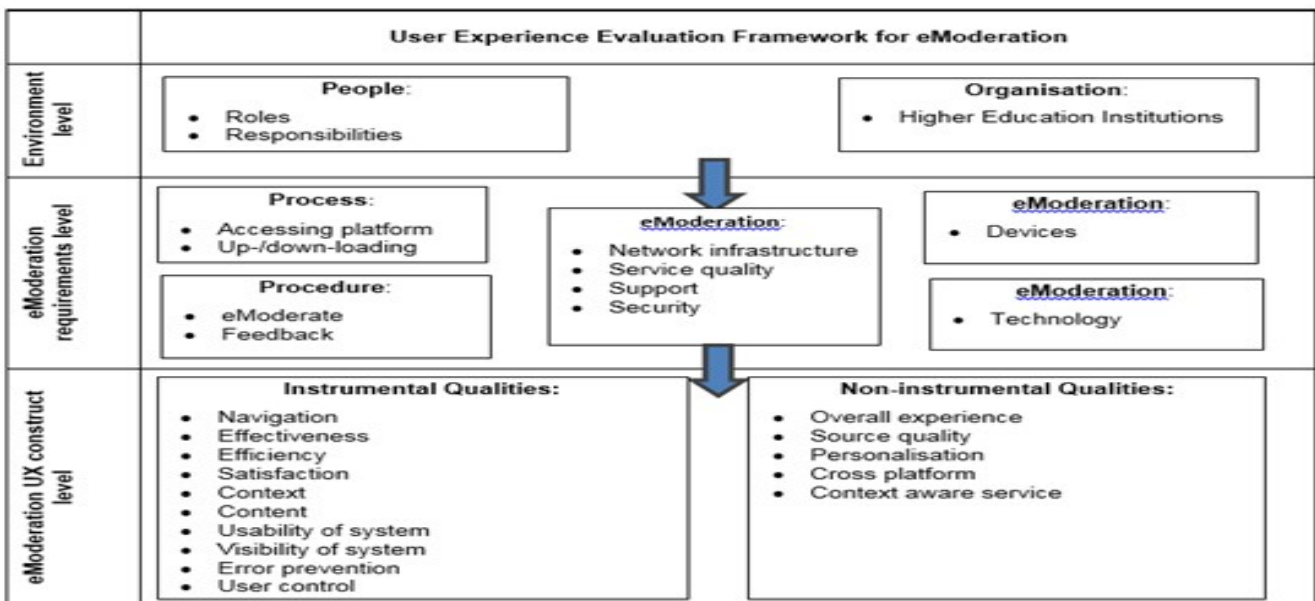 User Experience Evaluation Framework for eModeration
Environment
level
People:
• Roles
• Responsibilities
Organisation:
• Higher Education Institutions
eModeration
requirements level
Process:
• Accessing platform
• Up-/down-loading
Procedure:
• eModerate
• Feedback
eModeration:
• Network infrastructure
• Service quality
• Support
• Security
eModeration:
• Devices
eModeration:
• Technology
eModeration UX construct
level
Instrumental Qualities:
• Navigation
• Effectiveness
• Efficiency
• Satisfaction
• Context
• Content
• Usability of system
• Visibility of system
• Error prevention
• User control
Non-instrumental Qualities:
• Overall experience
• Source quality
• Personalisation
• Cross platform
• Context aware service